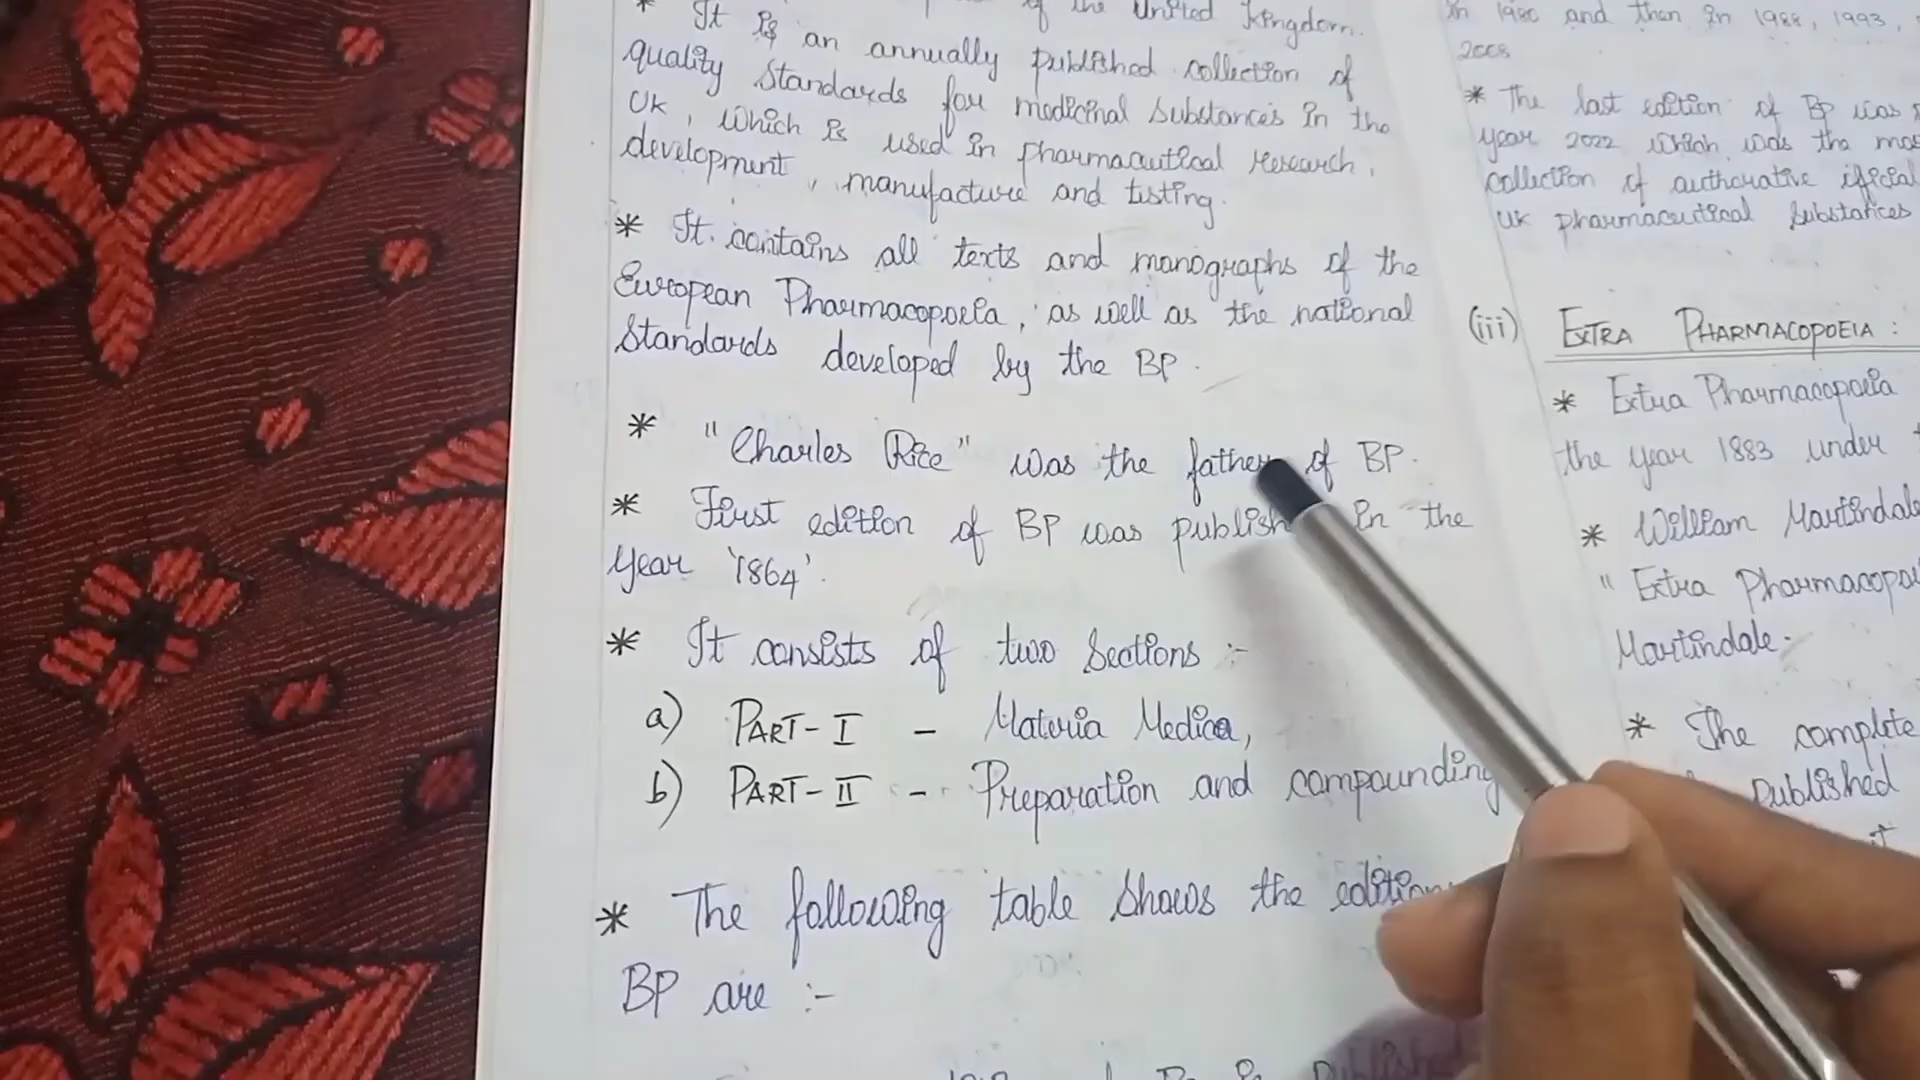 * of the United Kingdom.
It is an annually published collection of
quality standards for medicinal substances in the
UK, which is used in pharmaceutical research,
development, manufacture and testing.
* It contains all texts and monographs of the
European Pharmacopoeia, as well as the national
Standards developed by the BP.
* "Charles Rice" was the father of BP.
* First edition of BP was publish in the
year '1864'.
* It consists of two Sections :-
a) PART-I - Materia Medica,
b) PART-II - Preparation and compounding
* The following table shows the edition
BP are :-
in 1980 and then in 1988, 1993,
2008
* The last edition of BP was
year 2022 which was the
collection of authorative official
UK pharmaceutical substances
(iii) EXTRA PHARMACOPOEIA :
* Extra Pharmacopoeia
the year 1883 under
* William Martindale
" Extra
Martindale.
* The complete
published